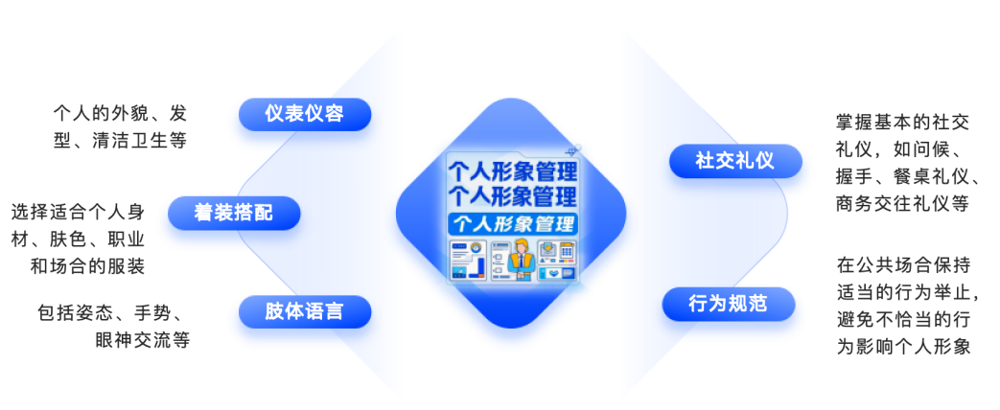 仪表仪容
个人的外貌、发
型、清洁卫生等
着装搭配
选择适合个人身
材、肤色、职业
和场合的服装
肢体语言
包括姿态、手势、
眼神交流等
个人形象管理
个人形象管理
个人形象管理
社交礼仪
掌握基本的社交
礼仪，如问候、
握手、餐桌礼仪、
商务交往礼仪等
行为规范
在公共场合保持
适当的行为举止，
避免不恰当的行
为影响个人形象